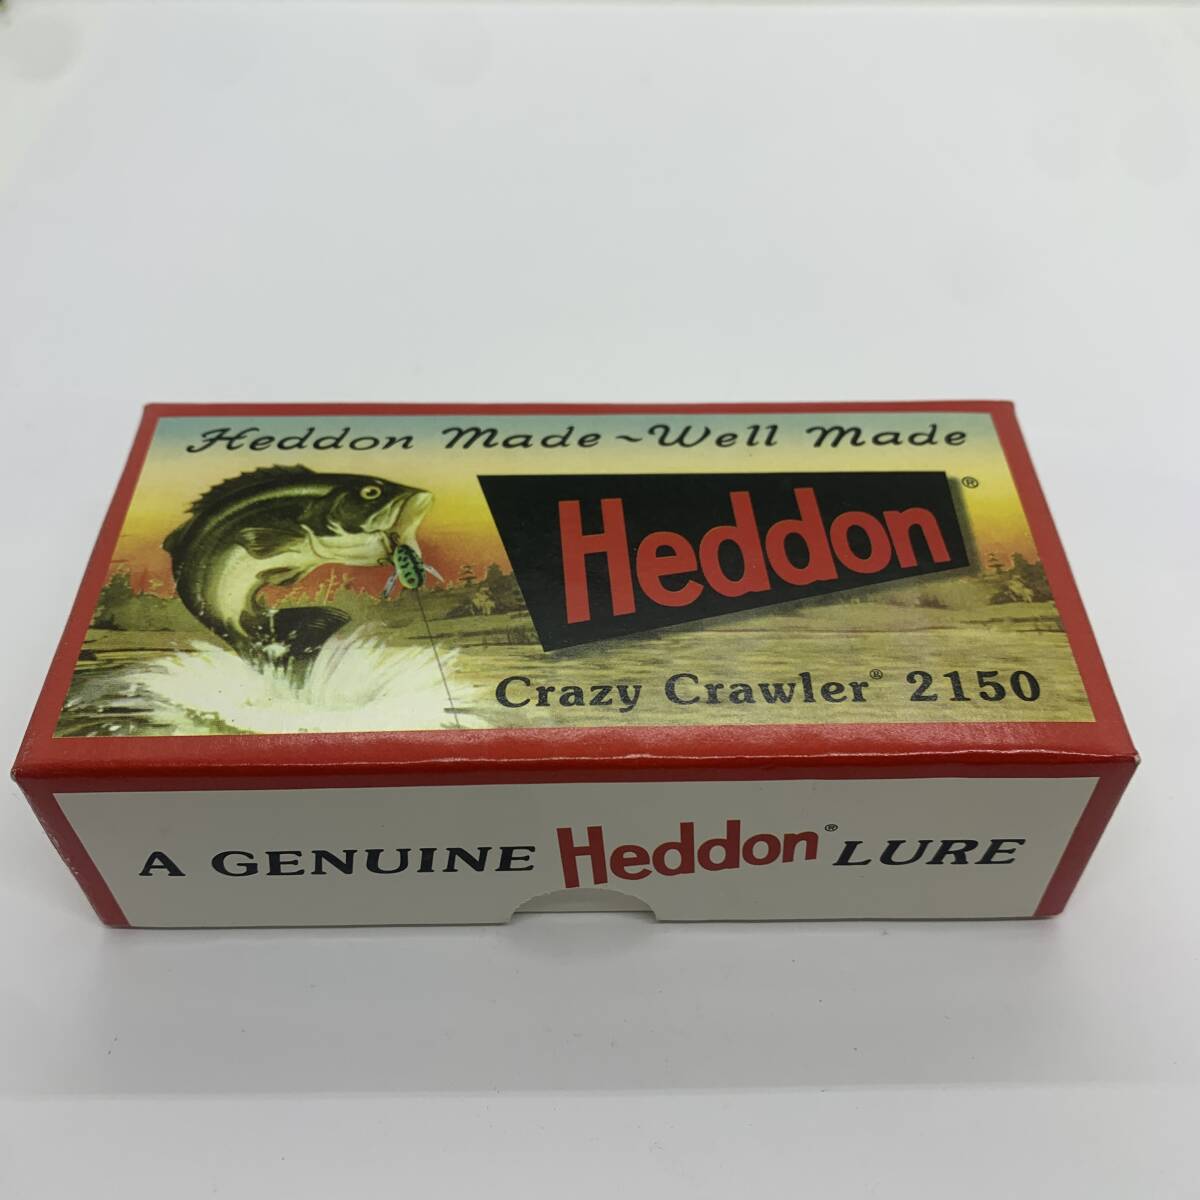 Heddon Made ~ Well Made
Heddon®
Crazy Crawler® 2150
A GENUINE Heddon® LURE